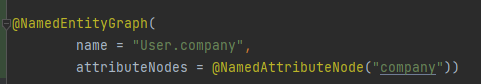 @NamedEntityGraph(
name = "User.company",
attributeNodes = @NamedAttributeNode("company"))